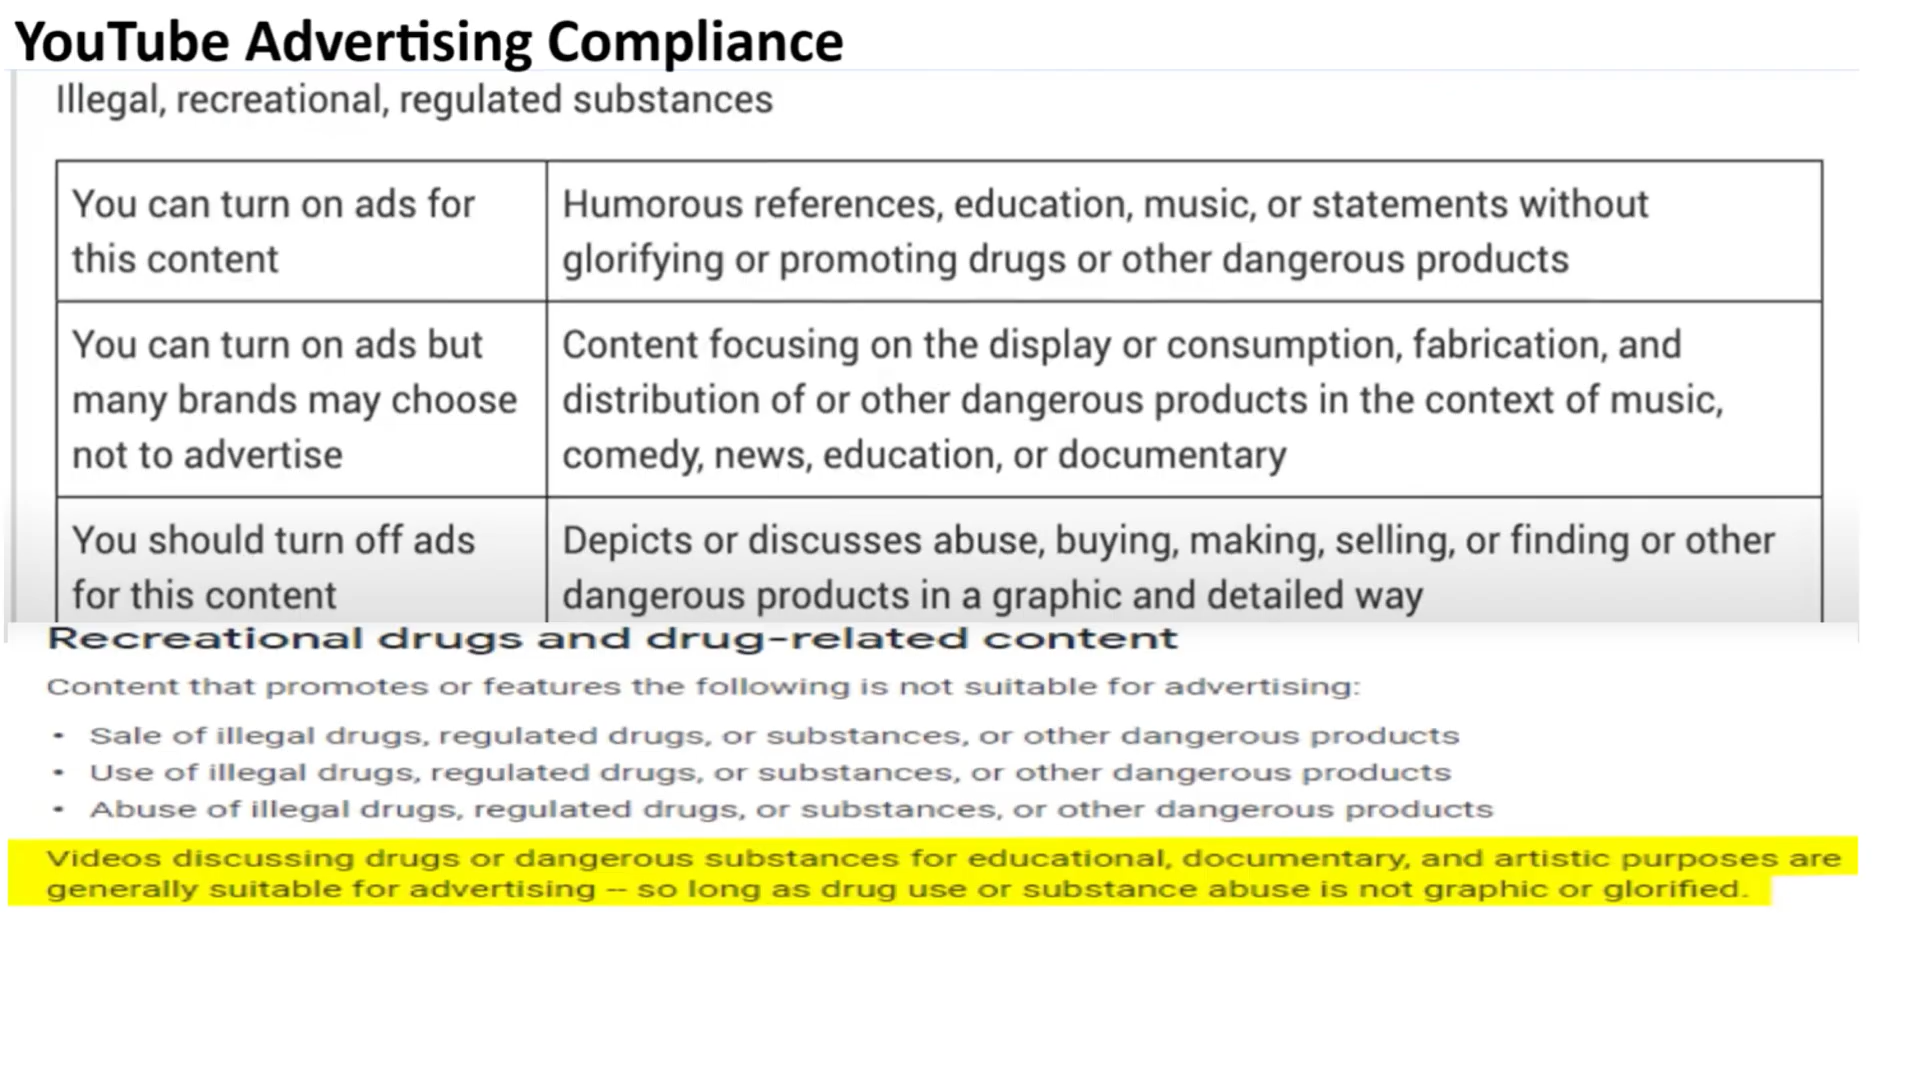 YouTube Advertising Compliance
Illegal, recreational, regulated substances
You can turn on ads for
this content
Humorous references, education, music, or statements without
glorifying or promoting drugs or other dangerous products
You can turn on ads but
many brands may choose
not to advertise
Content focusing on the display or consumption, fabrication, and
distribution of or other dangerous products in the context of music,
comedy, news, education, or documentary
You should turn off ads
for this content
Depicts or discusses abuse, buying, making, selling, or finding or other
dangerous products in a graphic and detailed way
Recreational drugs and drug-related content
Content that promotes or features the following is not suitable for advertising:
• Sale of illegal drugs, regulated drugs, or substances, or other dangerous products
• Use of illegal drugs, regulated drugs, or substances, or other dangerous products
• Abuse of illegal drugs, regulated drugs, or substances, or other dangerous products
Videos discussing drugs or dangerous substances for educational, documentary, and artistic purposes are
generally suitable for advertising -- so long as drug use or substance abuse is not graphic or glorified.